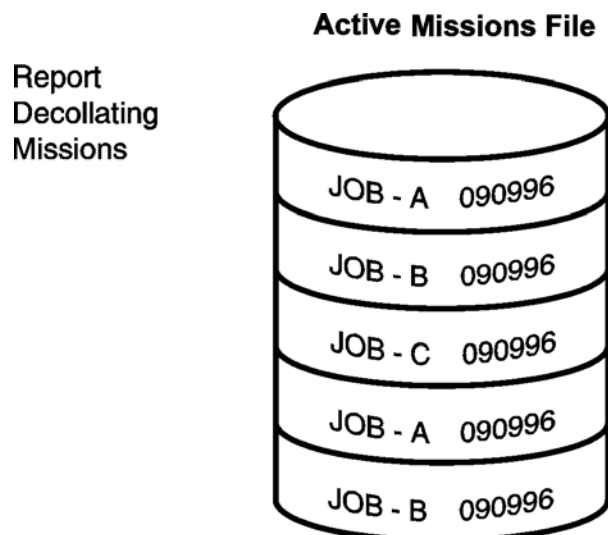 Active Missions File
Report
Decollating
Missions
JOB - A 090996
JOB - B 090996
JOB - C 090996
JOB - A 090996
JOB - B 090996